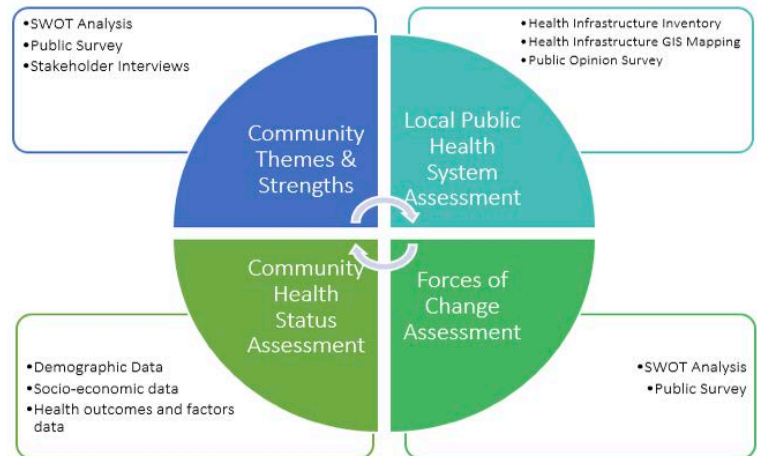 •SWOT Analysis
•Public Survey
•Stakeholder Interviews
•Health Infrastructure Inventory
•Health Infrastructure GIS Mapping
•Public Opinion Survey
Community
Themes &
Strengths
Local Public
Health
System
Assessment
Community
Health
Status
Assessment
Forces of
Change
Assessment
•Demographic Data
•Socio-economic data
•Health outcomes and factors
data
•SWOT Analysis
•Public Survey